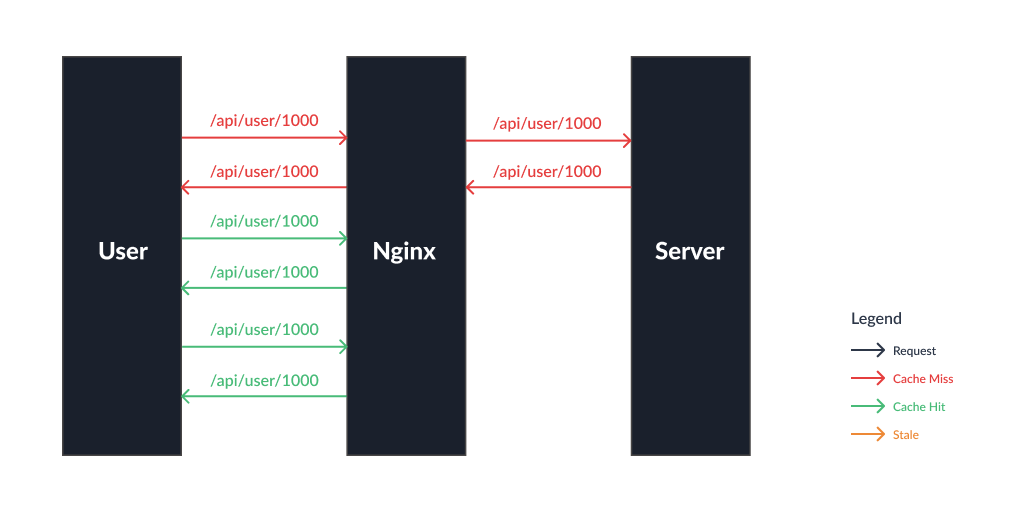 /api/user/1000
/api/user/1000
/api/user/1000
/api/user/1000
/api/user/1000
User
Nginx
Server
/api/user/1000
/api/user/1000
/api/user/1000
Legend
Request
Cache Miss
Cache Hit
Stale